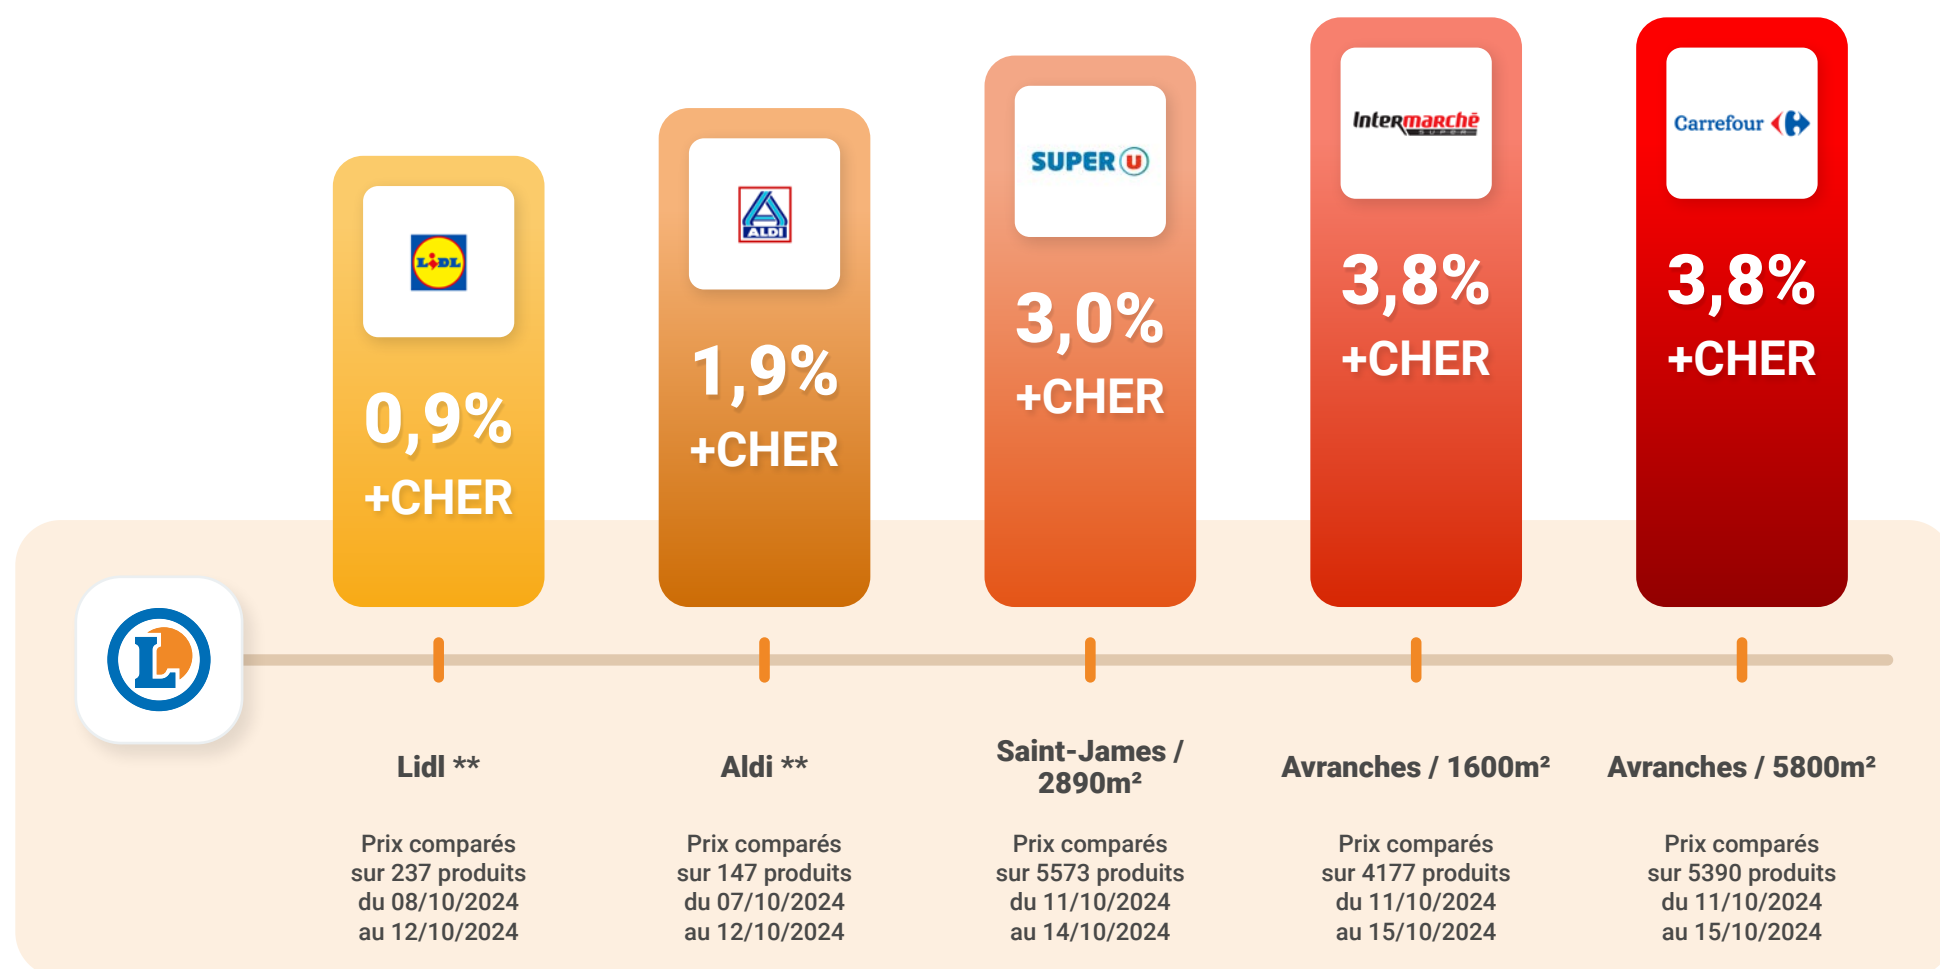 LIDL
0,9%
+CHER
ALDI
1,9%
+CHER
SUPER U
3,0%
+CHER
Intermarché
SUPER
3,8%
+CHER
Carrefour
3,8%
+CHER
L
Lidl **
Prix comparés
sur 237 produits
du 08/10/2024
au 12/10/2024
Aldi **
Prix comparés
sur 147 produits
du 07/10/2024
au 12/10/2024
Saint-James /
2890m²
Prix comparés
sur 5573 produits
du 11/10/2024
au 14/10/2024
Avranches / 1600m²
Prix comparés
sur 4177 produits
du 11/10/2024
au 15/10/2024
Avranches / 5800m²
Prix comparés
sur 5390 produits
du 11/10/2024
au 15/10/2024